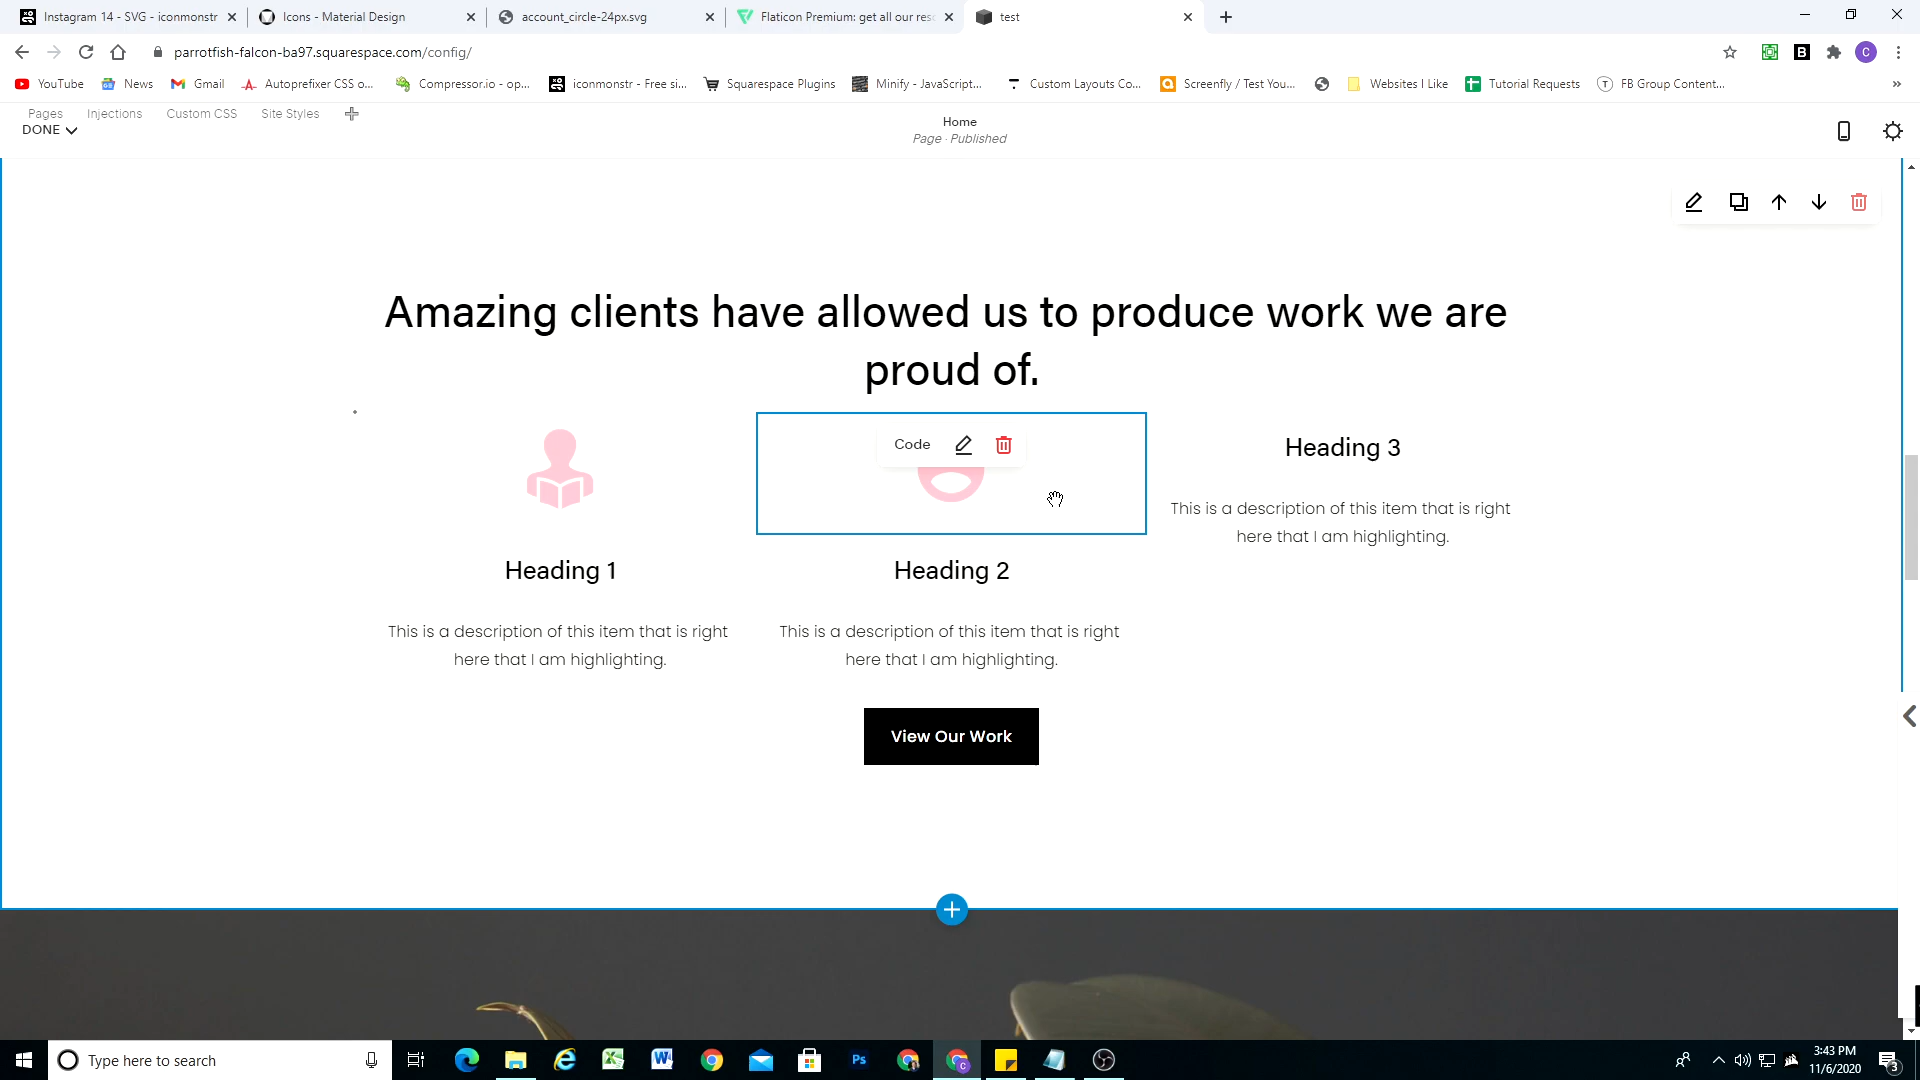 Instagram 14 - SVG - iconmonstr
Icons - Material Design
account_circle-24px.svg
Flaticon Premium: get all our res
test
parrotfish-falcon-ba97.squarespace.com/config/
C
YouTube
News
Gmail
Autoprefixer CSS o...
Compressor.io - op...
iconmonstr - Free si...
Squarespace Plugins
Minify - JavaScript...
Custom Layouts Co...
Screenfly / Test You...
Websites I Like
Tutorial Requests
FB Group Content...
Pages
Injections
Custom CSS
Site Styles
DONE
Home
Page · Published
Amazing clients have allowed us to produce work we are
proud of.
Code
Heading 3
This is a description of this item that is right
here that I am highlighting.
Heading 1
Heading 2
This is a description of this item that is right
here that I am highlighting.
This is a description of this item that is right
here that I am highlighting.
View Our Work
Type here to search
Ps
3:43 PM
11/6/2020
3